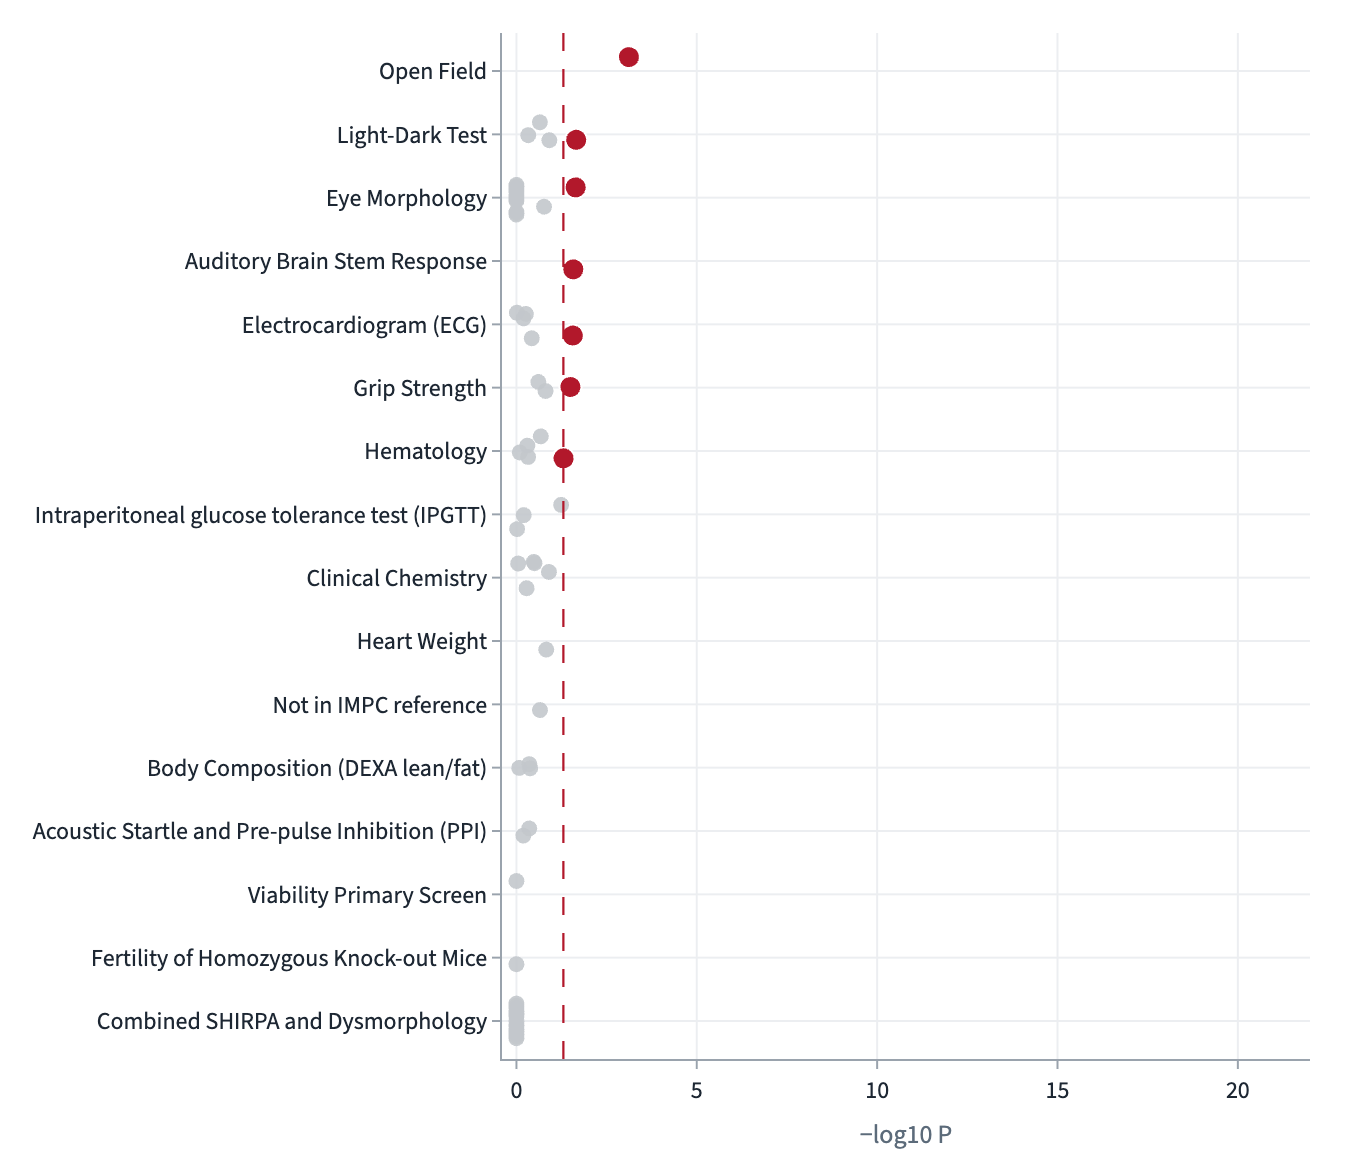 Open Field
Light-Dark Test
Eye Morphology
Auditory Brain Stem Response
Electrocardiogram (ECG)
Grip Strength
Hematology
Intraperitoneal glucose tolerance test (IPGTT)
Clinical Chemistry
Heart Weight
Not in IMPC reference
Body Composition (DEXA lean/fat)
Acoustic Startle and Pre-pulse Inhibition (PPI)
Viability Primary Screen
Fertility of Homozygous Knock-out Mice
Combined SHIRPA and Dysmorphology
0 5 10 15 20
−log10 P